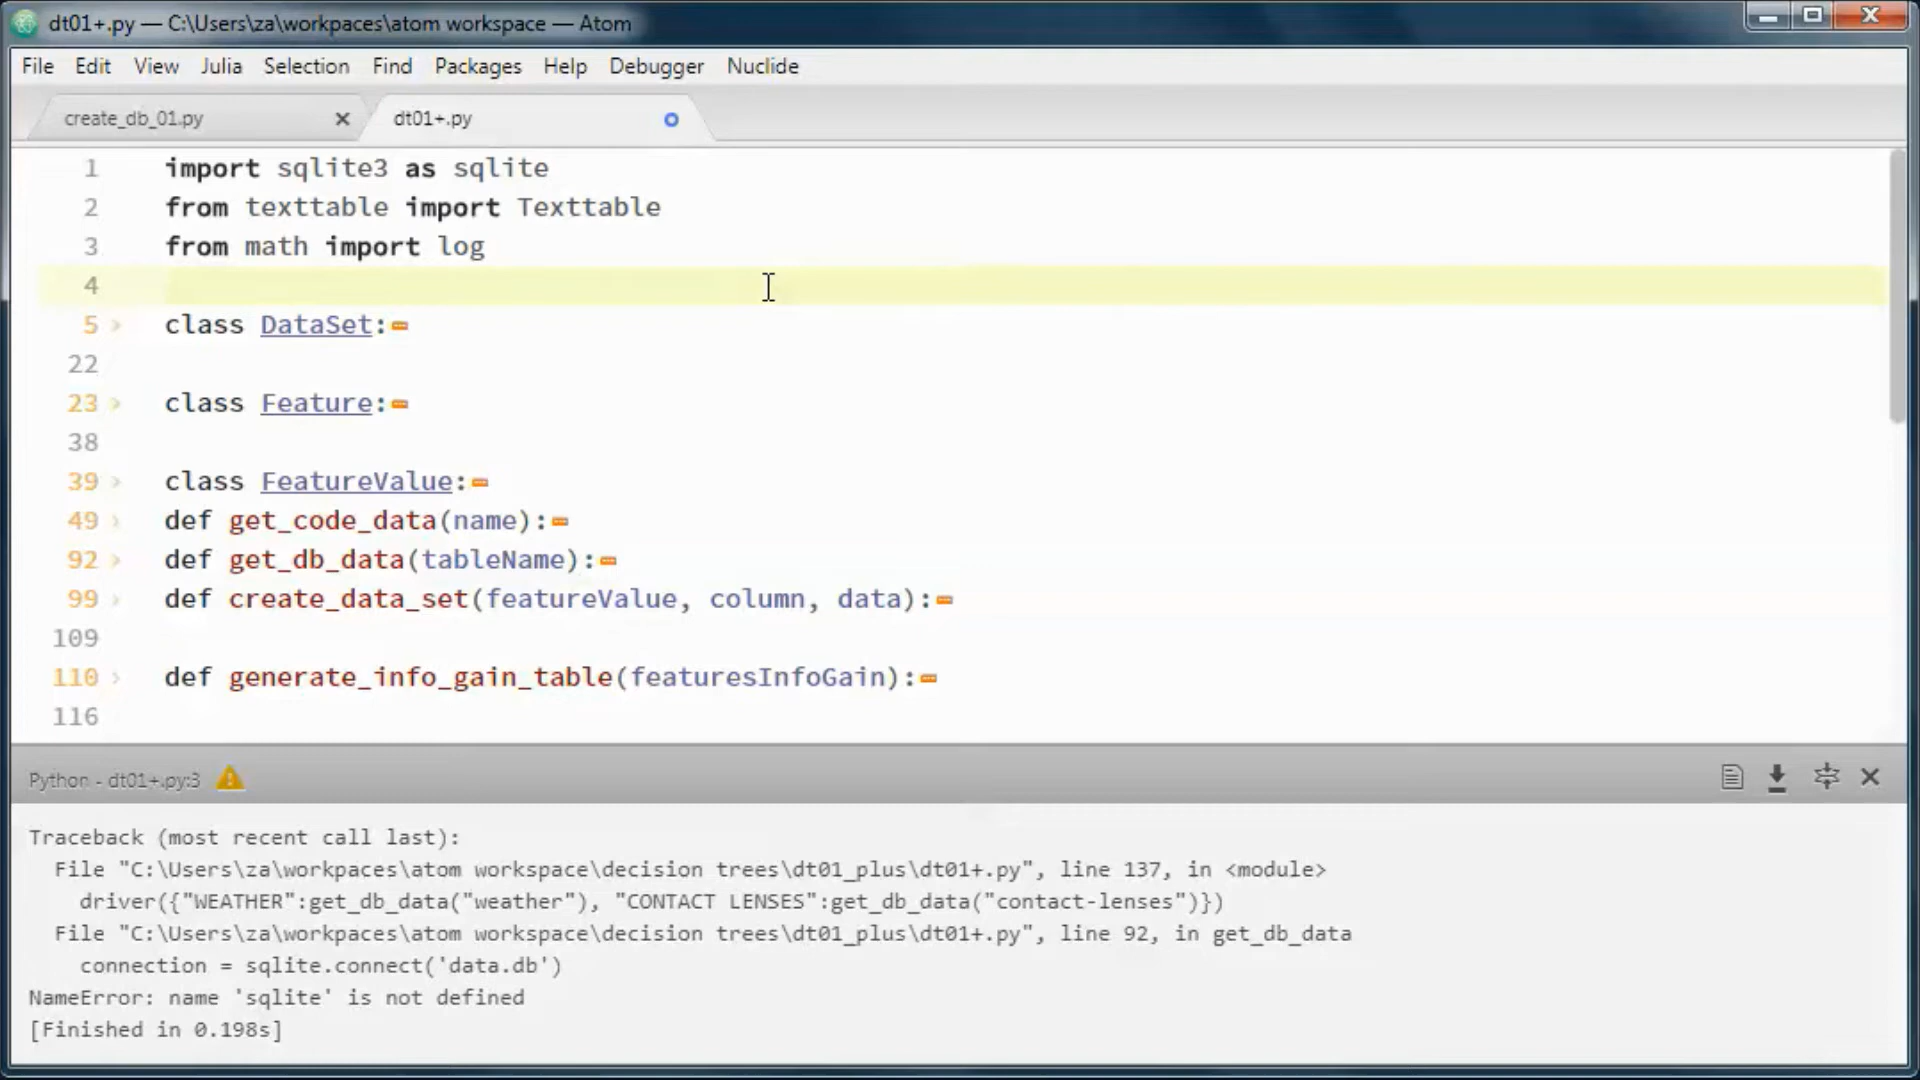 dt01+.py — C:\Users\za\workpaces\atom workspace — Atom
File Edit View Julia Selection Find Packages Help Debugger Nuclide
create_db_01.py dt01+.py
1 import sqlite3 as sqlite
2 from texttable import Texttable
3 from math import log
4
5 class DataSet:
22
23 class Feature:
38
39 class FeatureValue:
49 def get_code_data(name):
92 def get_db_data(tableName):
99 def create_data_set(featureValue, column, data):
109
110 def generate_info_gain_table(featuresInfoGain):
116
Python - dt01+.py:3
Traceback (most recent call last):
File "C:\Users\za\workpaces\atom workspace\decision trees\dt01_plus\dt01+.py", line 137, in <module>
driver({"WEATHER":get_db_data("weather"), "CONTACT LENSES":get_db_data("contact-lenses")})
File "C:\Users\za\workpaces\atom workspace\decision trees\dt01_plus\dt01+.py", line 92, in get_db_data
connection = sqlite.connect('data.db')
NameError: name 'sqlite' is not defined
[Finished in 0.198s]